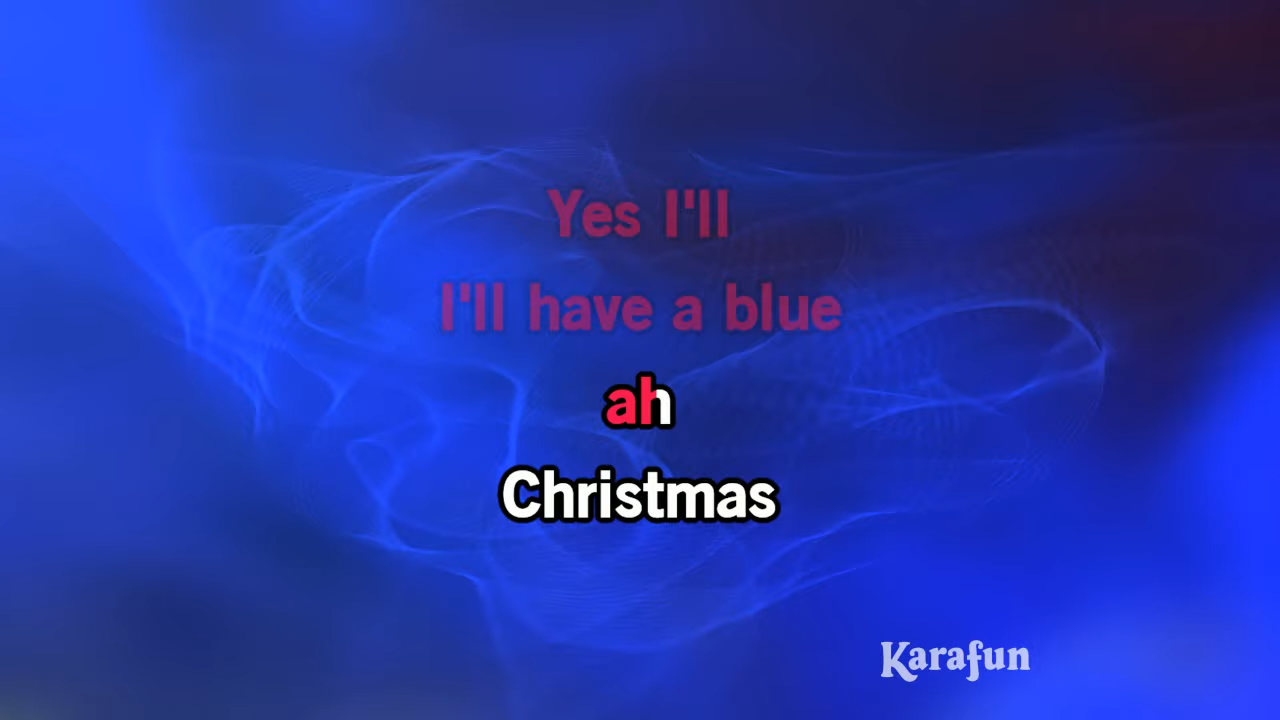 Yes I'll
I'll have a blue
ah
Christmas
Karafun